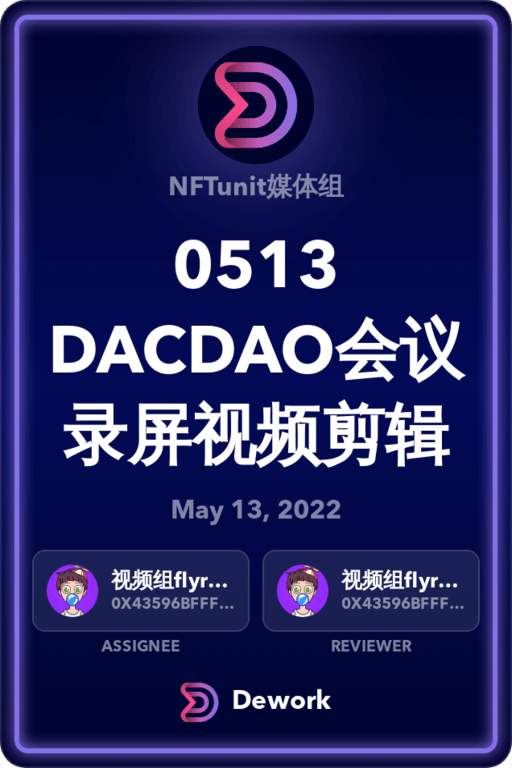 NFTunit媒体组
0513
DACDAO会议
录屏视频剪辑
May 13, 2022
视频组flyr...
0X43596BFFF...
视频组flyr...
0X43596BFFF...
ASSIGNEE
REVIEWER
Dework